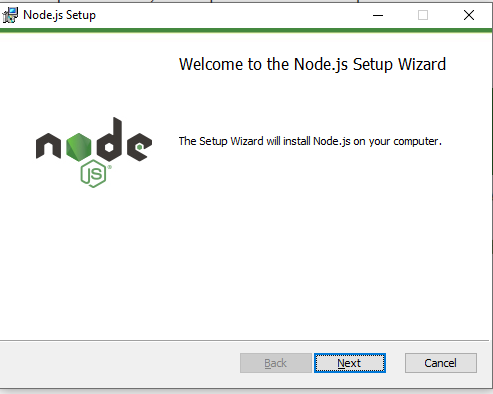 Node.js Setup
Welcome to the Node.js Setup Wizard
The Setup Wizard will install Node.js on your computer.
node
JS®
Back Next Cancel